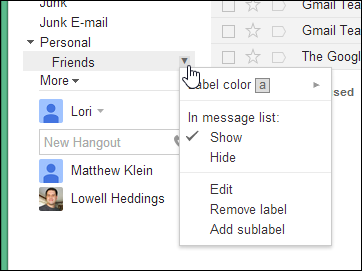 Junk
Junk E-mail
Personal
Friends
More
Lori
New Hangout
Matthew Klein
Lowell Heddings
Gmail Tea
Gmail Tea
The Googl
sed
Label color a
In message list:
Show
Hide
Edit
Remove label
Add sublabel